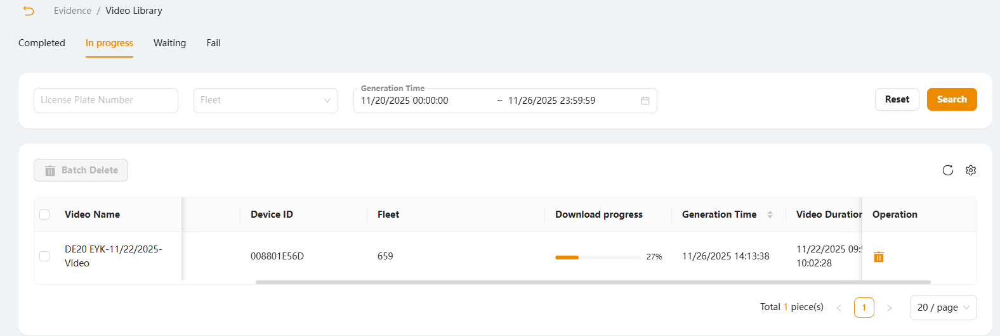 Evidence / Video Library
Completed In progress Waiting Fail
Generation Time
License Plate Number Fleet 11/20/2025 00:00:00 ~ 11/26/2025 23:59:59 Reset Search
Batch Delete
Video Name Device ID Fleet Download progress Generation Time Video Duration Operation
DE20 EYK-11/22/2025-
Video 008801E56D 659 27% 11/26/2025 14:13:38 11/22/2025 09:5
10:02:28
Total 1 piece(s) < 1 > 20 / page